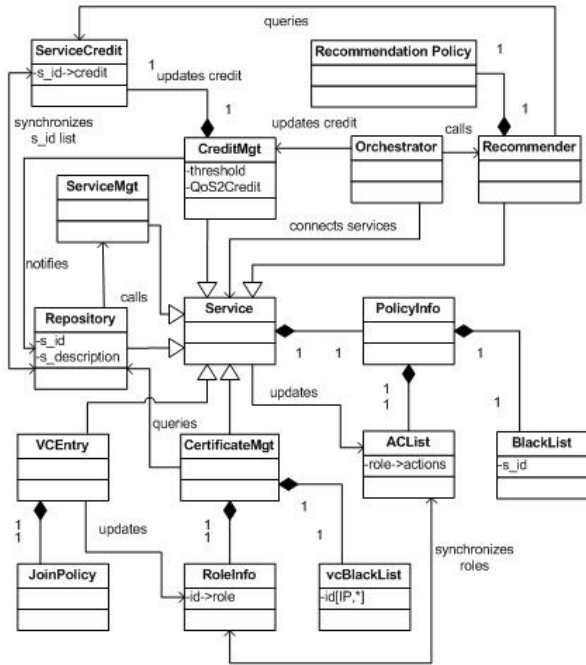 queries
ServiceCredit
-s_id->credit
1
updates credit
1
Recommendation Policy
1
1
synchronizes
s_id list
updates credit
calls
CreditMgt
-threshold
-QoS2Credit
Orchestrator
Recommender
ServiceMgt
connects services
notifies
calls
Repository
-s_id
-s_description
Service
1
1
PolicyInfo
1
1
1
1
updates
queries
VCEntry
CertificateMgt
ACList
-role->actions
BlackList
-s_id
1
1
1
updates
1
1
1
synchronizes
roles
JoinPolicy
RoleInfo
-id->role
vcBlackList
-id[IP,*]